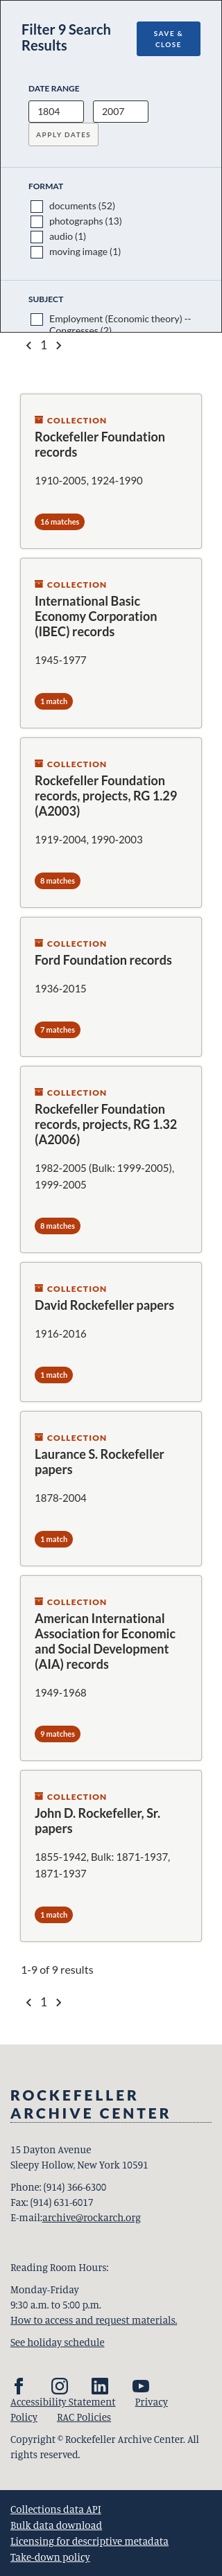 Filter 9 Search
Results
SAVE &
CLOSE
DATE RANGE
1804 2007
APPLY DATES
FORMAT
documents (52)
photographs (13)
audio (1)
moving image (1)
SUBJECT
Employment (Economic theory) --
Congresses (2)
1
COLLECTION
Rockefeller Foundation
records
1910-2005, 1924-1990
16 matches
COLLECTION
International Basic
Economy Corporation
(IBEC) records
1945-1977
1 match
COLLECTION
Rockefeller Foundation
records, projects, RG 1.29
(A2003)
1919-2004, 1990-2003
8 matches
COLLECTION
Ford Foundation records
1936-2015
7 matches
COLLECTION
Rockefeller Foundation
records, projects, RG 1.32
(A2006)
1982-2005 (Bulk: 1999-2005),
1999-2005
8 matches
COLLECTION
David Rockefeller papers
1916-2016
1 match
COLLECTION
Laurance S. Rockefeller
papers
1878-2004
1 match
COLLECTION
American International
Association for Economic
and Social Development
(AIA) records
1949-1968
9 matches
COLLECTION
John D. Rockefeller, Sr.
papers
1855-1942, Bulk: 1871-1937,
1871-1937
1 match
1-9 of 9 results
1
ROCKEFELLER
ARCHIVE CENTER
15 Dayton Avenue
Sleepy Hollow, New York 10591
Phone: (914) 366-6300
Fax: (914) 631-6017
E-mail:archive@rockarch.org
Reading Room Hours:
Monday-Friday
9:30 a.m. to 5:00 p.m.
How to access and request materials.
See holiday schedule
Accessibility Statement Privacy
Policy RAC Policies
Copyright © Rockefeller Archive Center. All
rights reserved.
Collections data API
Bulk data download
Licensing for descriptive metadata
Take-down policy